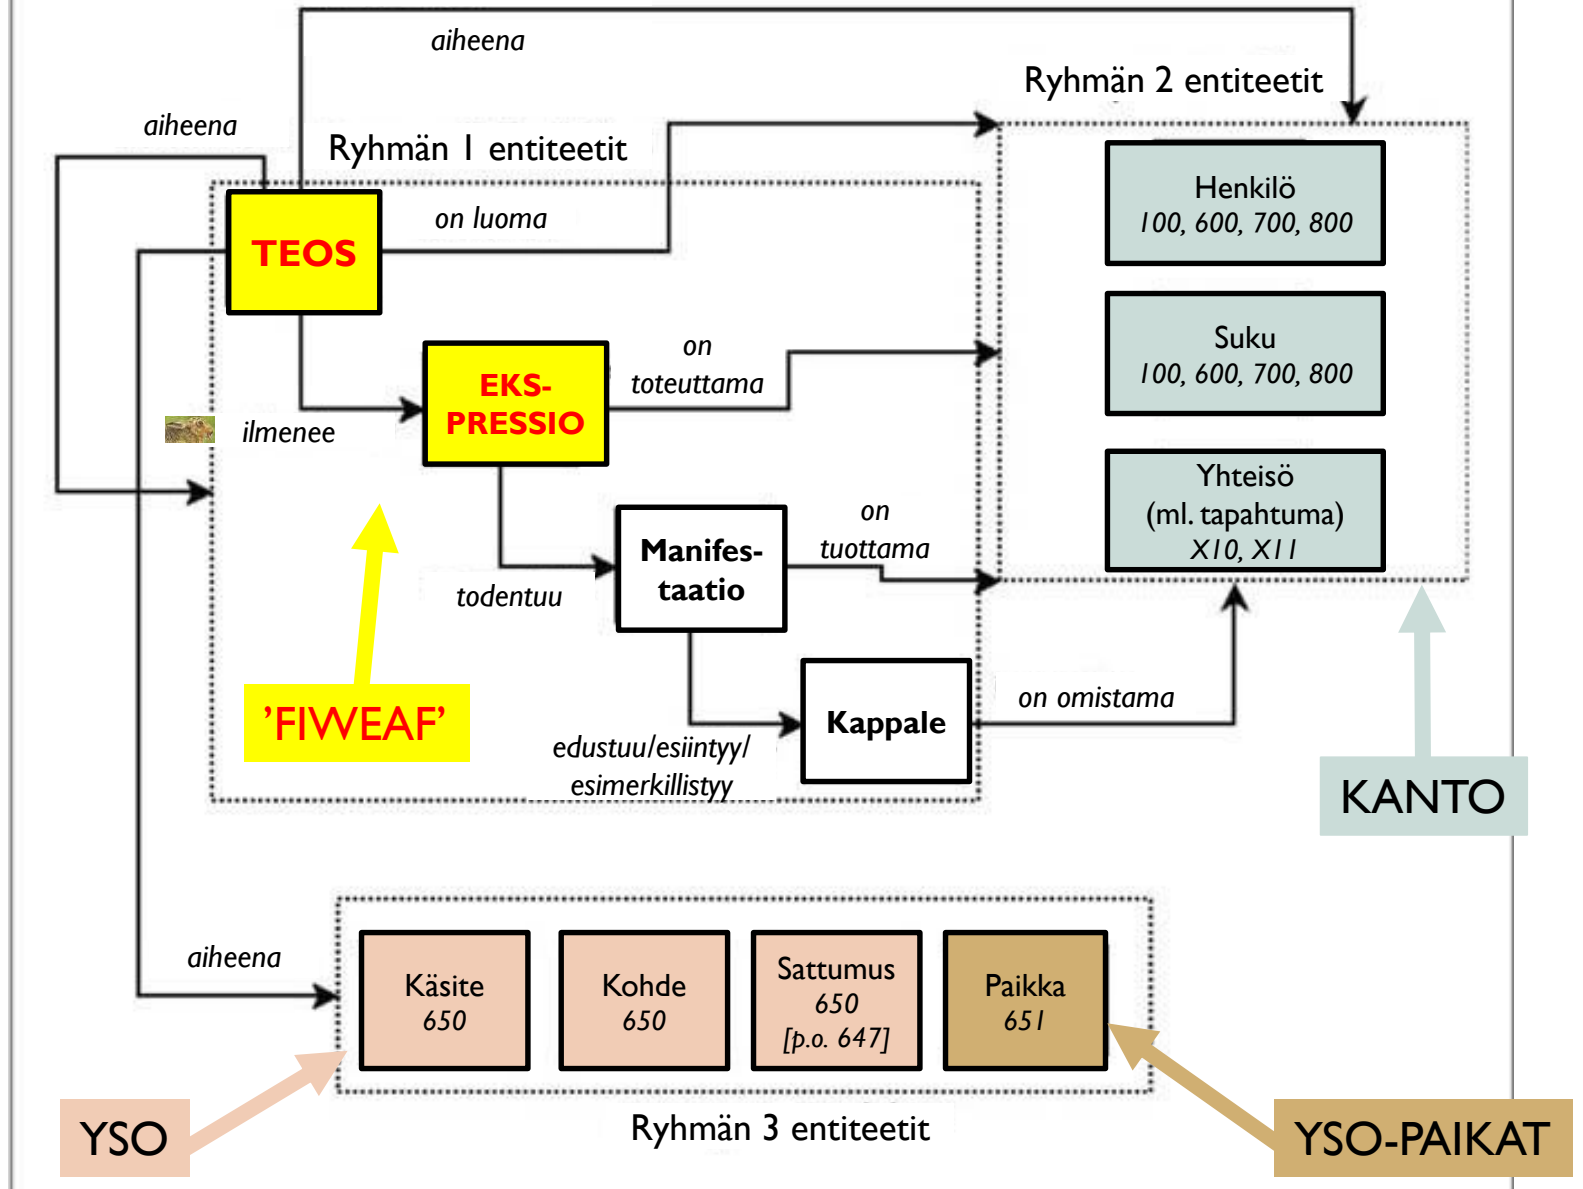 aiheena
Ryhmän 2 entiteetit
aiheena
Ryhmän 1 entiteetit
Henkilö
100, 600, 700, 800
TEOS
on luoma
Suku
100, 600, 700, 800
on
toteuttama
EKS-
PRESSIO
ilmenee
Yhteisö
(ml. tapahtuma)
X10, X11
on
tuottama
Manifes-
taatio
todentuu
'FIWEAF'
Kappale
on omistama
edustuu/esiintyy/
esimerkillistyy
KANTO
aiheena
Käsite
650
Kohde
650
Sattumus
650
[p.o. 647]
Paikka
651
YSO
Ryhmän 3 entiteetit
YSO-PAIKAT